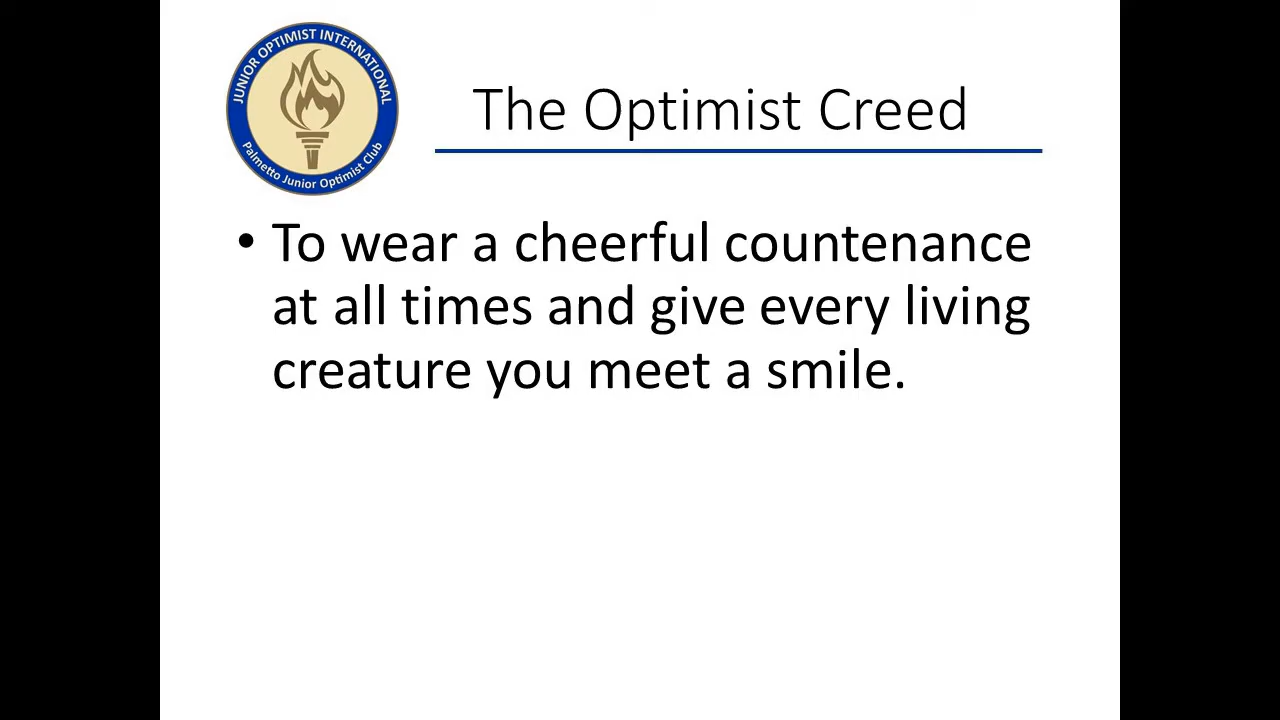 JUNIOR OPTIMIST INTERNATIONAL
Palmetto Junior Optimist Club
The Optimist Creed
• To wear a cheerful countenance
at all times and give every living
creature you meet a smile.